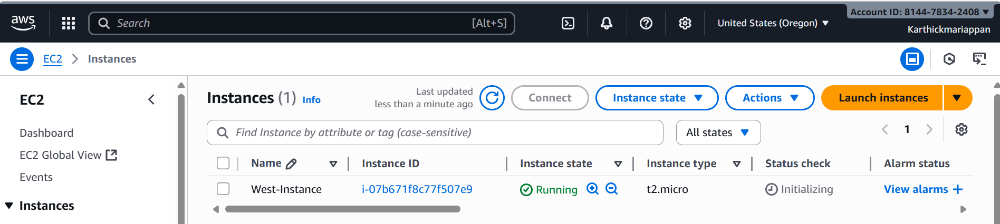 Account ID: 8144-7834-2408
aws
Search [Alt+S]
United States (Oregon)
Karthickmariappan
EC2 Instances
EC2
Dashboard
EC2 Global View
Events
Instances
Instances (1) Info
Last updated
less than a minute ago
Connect Instance state Actions Launch instances
Find Instance by attribute or tag (case-sensitive)
All states
1
Name Instance ID Instance state Instance type Status check Alarm status
West-Instance i-07b671f8c77f507e9 Running t2.micro Initializing View alarms +